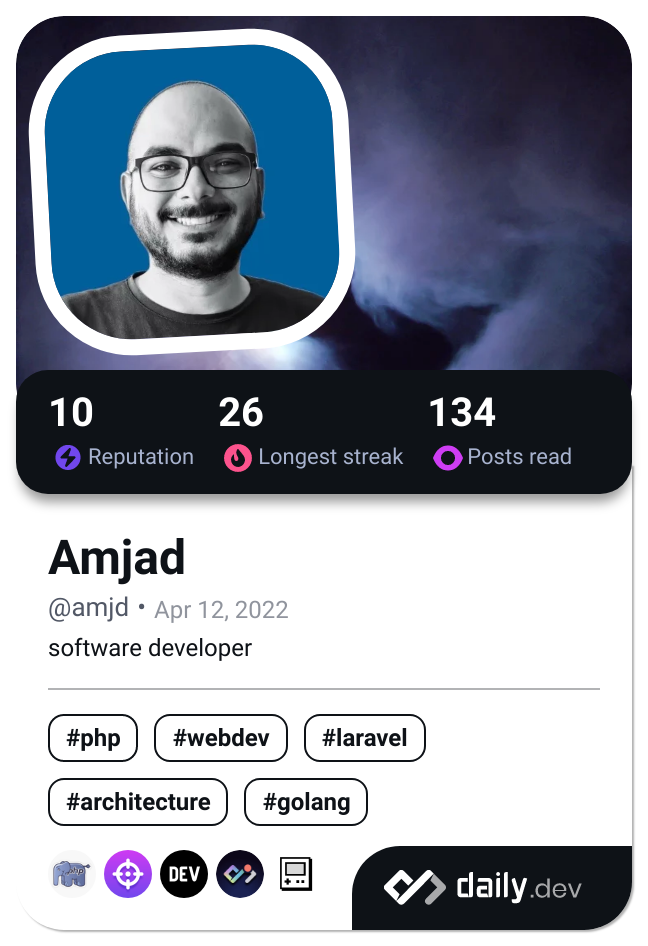 10 26 134
Reputation Longest streak Posts read
Amjad
@amjd • Apr 12, 2022
software developer
#php #webdev #laravel
#architecture #golang
php DEV
daily.dev